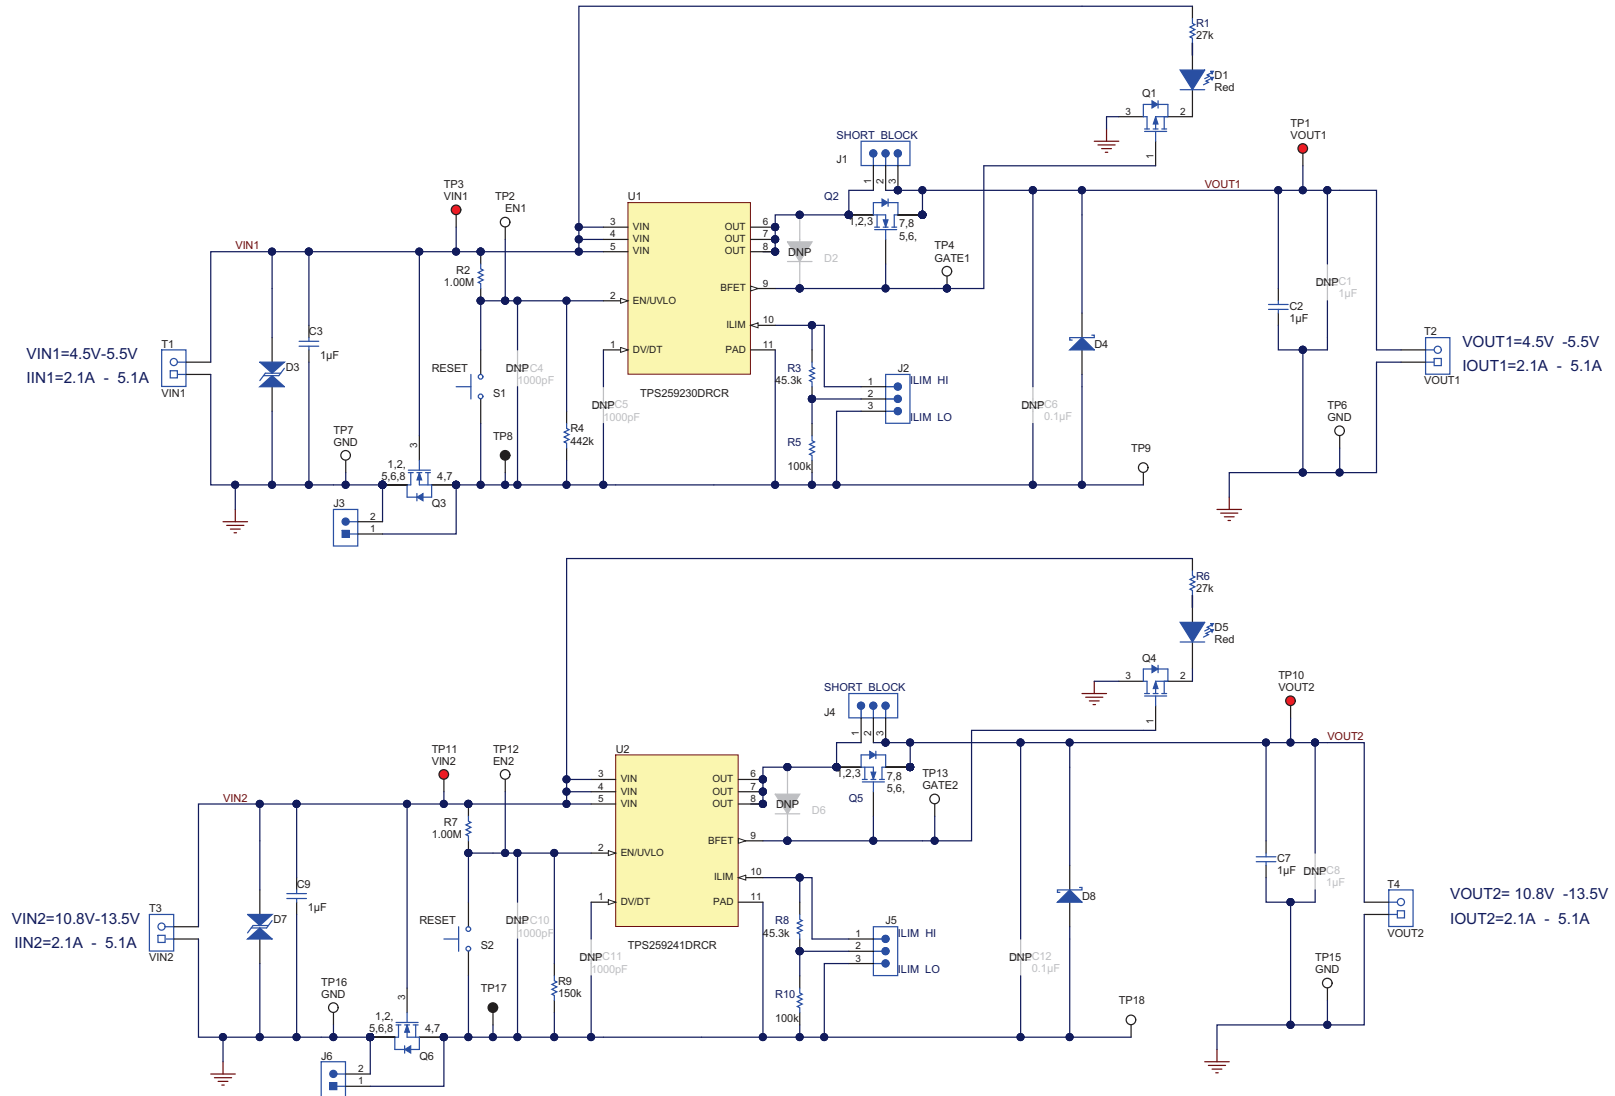 R1
27k
D1
Red
Q1
3
2
1
SHORT BLOCK
J1
1
2
3
TP1
VOUT1
TP3
VIN1
TP2
EN1
U1
Q2
1,2,3
7,8
5,6,
VOUT1
3
VIN
4
VIN
5
VIN
OUT
6
OUT
7
OUT
8
DNP
D2
TP4
GATE1
VIN1
R2
1.00M
BFET
9
DNP
C1
1µF
2
EN/UVLO
C2
1µF
ILIM
10
C3
1µF
T1
VIN1=4.5V-5.5V
IIN1=2.1A - 5.1A
VIN1
D3
RESET
S1
DNP
C4
1000pF
1
DV/DT
PAD
11
TPS259230DRCR
R3
45.3k
J2
1
2
3
ILIM HI
ILIM LO
D4
T2
VOUT1=4.5V -5.5V
IOUT1=2.1A - 5.1A
VOUT1
DNP
C5
1000pF
DNP
C6
0.1µF
TP7
GND
TP8
R4
442k
R5
100k
TP9
TP6
GND
3
1,2,
5,6,8
4,7
Q3
J3
2
1
R6
27k
D5
Red
Q4
3
2
1
SHORT BLOCK
J4
1
2
3
TP10
VOUT2
TP11
VIN2
TP12
EN2
U2
1,2,3
7,8
5,6,
Q5
VOUT2
3
VIN
4
VIN
5
VIN
OUT
6
OUT
7
OUT
8
DNP
D6
TP13
GATE2
VIN2
R7
1.00M
BFET
9
2
EN/UVLO
C7
1µF
DNP
C8
1µF
ILIM
10
C9
1µF
T3
VIN2=10.8V-13.5V
IIN2=2.1A - 5.1A
VIN2
D7
RESET
S2
DNP
C10
1000pF
1
DV/DT
PAD
11
TPS259241DRCR
R8
45.3k
J5
1
2
3
ILIM HI
ILIM LO
D8
T4
VOUT2= 10.8V -13.5V
IOUT2=2.1A - 5.1A
VOUT2
DNP
C11
1000pF
DNP
C12
0.1µF
TP16
GND
TP17
R9
150k
R10
100k
TP18
TP15
GND
3
1,2,
5,6,8
4,7
Q6
J6
2
1